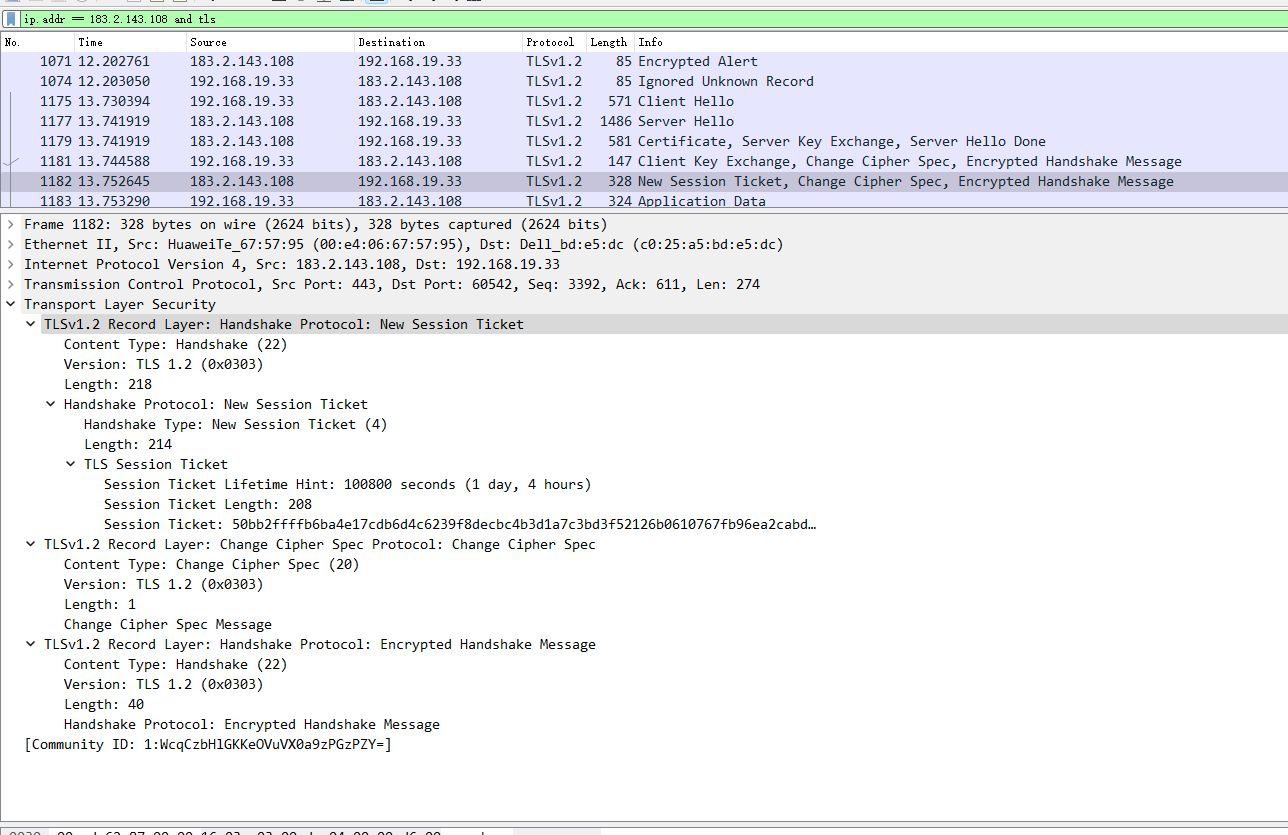 ip.addr == 183.2.143.108 and tls
No. Time Source Destination Protocol Length Info
1071 12.202761 183.2.143.108 192.168.19.33 TLSv1.2 85 Encrypted Alert
1074 12.203050 192.168.19.33 183.2.143.108 TLSv1.2 85 Ignored Unknown Record
1175 13.730394 192.168.19.33 183.2.143.108 TLSv1.2 571 Client Hello
1177 13.741919 183.2.143.108 192.168.19.33 TLSv1.2 1486 Server Hello
1179 13.741919 183.2.143.108 192.168.19.33 TLSv1.2 581 Certificate, Server Key Exchange, Server Hello Done
1181 13.744588 192.168.19.33 183.2.143.108 TLSv1.2 147 Client Key Exchange, Change Cipher Spec, Encrypted Handshake Message
1182 13.752645 183.2.143.108 192.168.19.33 TLSv1.2 328 New Session Ticket, Change Cipher Spec, Encrypted Handshake Message
1183 13.753290 192.168.19.33 183.2.143.108 TLSv1.2 324 Application Data
Frame 1182: 328 bytes on wire (2624 bits), 328 bytes captured (2624 bits)
Ethernet II, Src: HuaweiTe_67:57:95 (00:e4:06:67:57:95), Dst: Dell_bd:e5:dc (c0:25:a5:bd:e5:dc)
Internet Protocol Version 4, Src: 183.2.143.108, Dst: 192.168.19.33
Transmission Control Protocol, Src Port: 443, Dst Port: 60542, Seq: 3392, Ack: 611, Len: 274
Transport Layer Security
TLSv1.2 Record Layer: Handshake Protocol: New Session Ticket
Content Type: Handshake (22)
Version: TLS 1.2 (0x0303)
Length: 218
Handshake Protocol: New Session Ticket
Handshake Type: New Session Ticket (4)
Length: 214
TLS Session Ticket
Session Ticket Lifetime Hint: 100800 seconds (1 day, 4 hours)
Session Ticket Length: 208
Session Ticket: 50bb2ffffb6ba4e17cdb6d4c6239f8decbc4b3d1a7c3bd3f52126b0610767fb96ea2cabd…
TLSv1.2 Record Layer: Change Cipher Spec Protocol: Change Cipher Spec
Content Type: Change Cipher Spec (20)
Version: TLS 1.2 (0x0303)
Length: 1
Change Cipher Spec Message
TLSv1.2 Record Layer: Handshake Protocol: Encrypted Handshake Message
Content Type: Handshake (22)
Version: TLS 1.2 (0x0303)
Length: 40
Handshake Protocol: Encrypted Handshake Message
[Community ID: 1:WcqCzbHlGKKeOVuVX0a9zPGzPZY=]